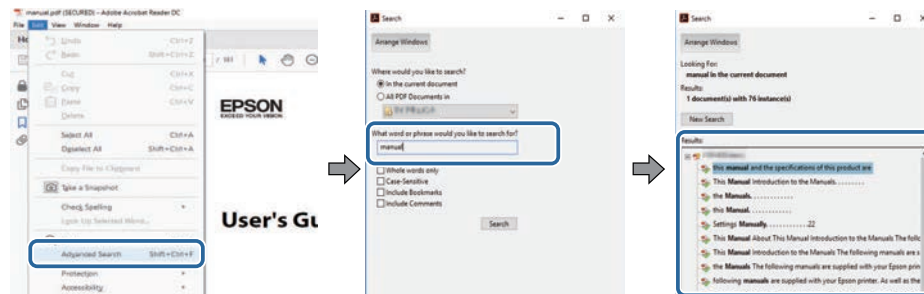 manual.pdf (SECURED) - Adobe Acrobat Reader DC
File Edit View Window Help
Undo Ctrl+Z
Redo Shift+Ctrl+Z
Cut Ctrl+X
Copy Ctrl+C
Paste Ctrl+V
Delete
Select All Ctrl+A
Deselect All Shift+Ctrl+A
Copy File to Clipboard
Take a Snapshot
Check Spelling
Look Up Selected Word...
Advanced Search Shift+Ctrl+F
Protection
Accessibility
/ 181
EPSON
EXCEED YOUR VISION
User's Gu
Search
Arrange Windows
Where would you like to search?
In the current document
All PDF Documents in
What word or phrase would you like to search for?
manual
Whole words only
Case-Sensitive
Include Bookmarks
Include Comments
Search
Search
Arrange Windows
Looking For:
manual in the current document
Results:
1 document(s) with 76 instance(s)
New Search
Results:
this manual and the specifications of this product are
This Manual Introduction to the Manuals. . . . . . . . .
the Manuals. . . . . . . . . . . .
this Manual. . . . . . . . . . . .
Settings Manually. . . . . . . . . . . .22
This Manual About This Manual Introduction to the Manuals The follo
This Manual Introduction to the Manuals The following manuals are s
the Manuals The following manuals are supplied with your Epson prin
following manuals are supplied with your Epson printer. As well as the